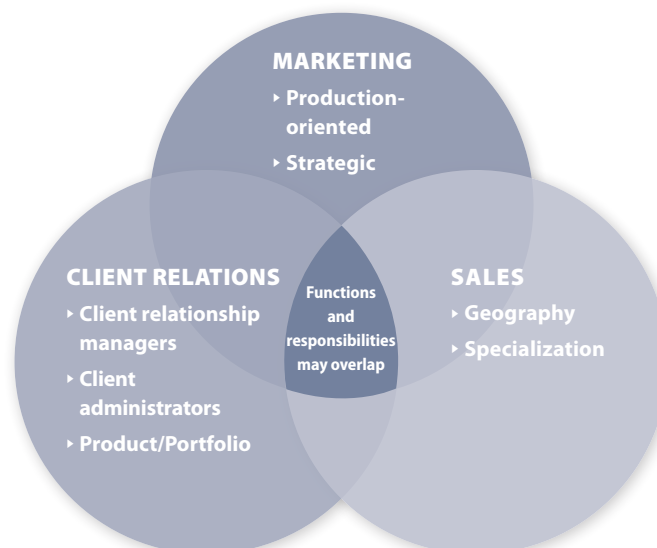 MARKETING
‣ Production-
oriented
‣ Strategic
CLIENT RELATIONS
‣ Client relationship
managers
‣ Client
administrators
‣ Product/Portfolio
Functions
and
responsibilities
may overlap
SALES
‣ Geography
‣ Specialization